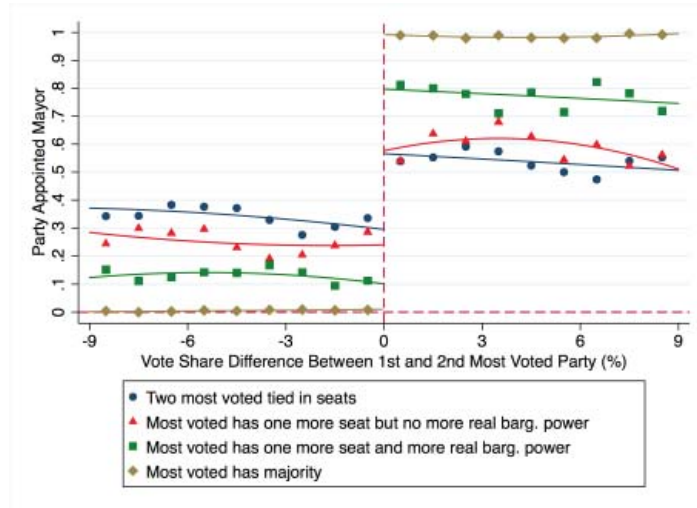 Party Appointed Mayor
1
.9
.8
.7
.6
.5
.4
.3
.2
.1
0
-9 -6 -3 0 3 6 9
Vote Share Difference Between 1st and 2nd Most Voted Party (%)
Two most voted tied in seats
Most voted has one more seat but no more real barg. power
Most voted has one more seat and more real barg. power
Most voted has majority